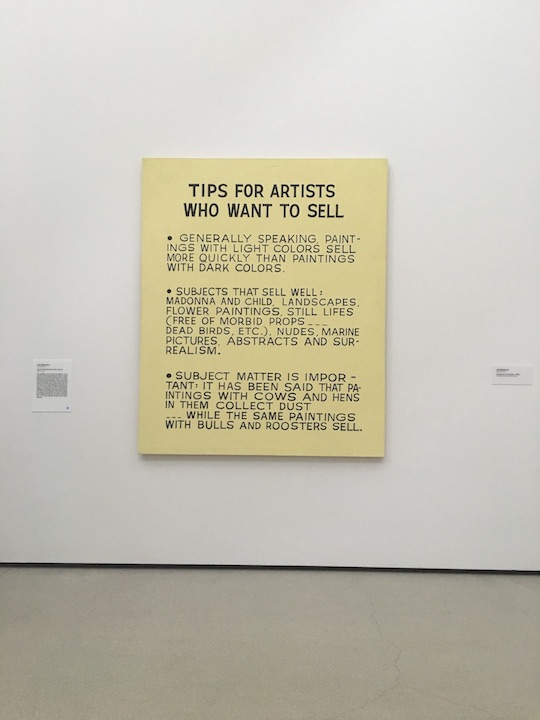 TIPS FOR ARTISTS
WHO WANT TO SELL
• GENERALLY SPEAKING, PAINT-
INGS WITH LIGHT COLORS SELL
MORE QUICKLY THAN PAINTINGS
WITH DARK COLORS.
• SUBJECTS THAT SELL WELL:
MADONNA AND CHILD, LANDSCAPES,
FLOWER PAINTINGS, STILL LIFES
(FREE OF MORBID PROPS ___
DEAD BIRDS, ETC.), NUDES, MARINE
PICTURES, ABSTRACTS AND SUR-
REALISM.
• SUBJECT MATTER IS IMPOR-
TANT: IT HAS BEEN SAID THAT PA-
INTINGS WITH COWS AND HENS
IN THEM COLLECT DUST
___ WHILE THE SAME PAINTINGS
WITH BULLS AND ROOSTERS SELL.